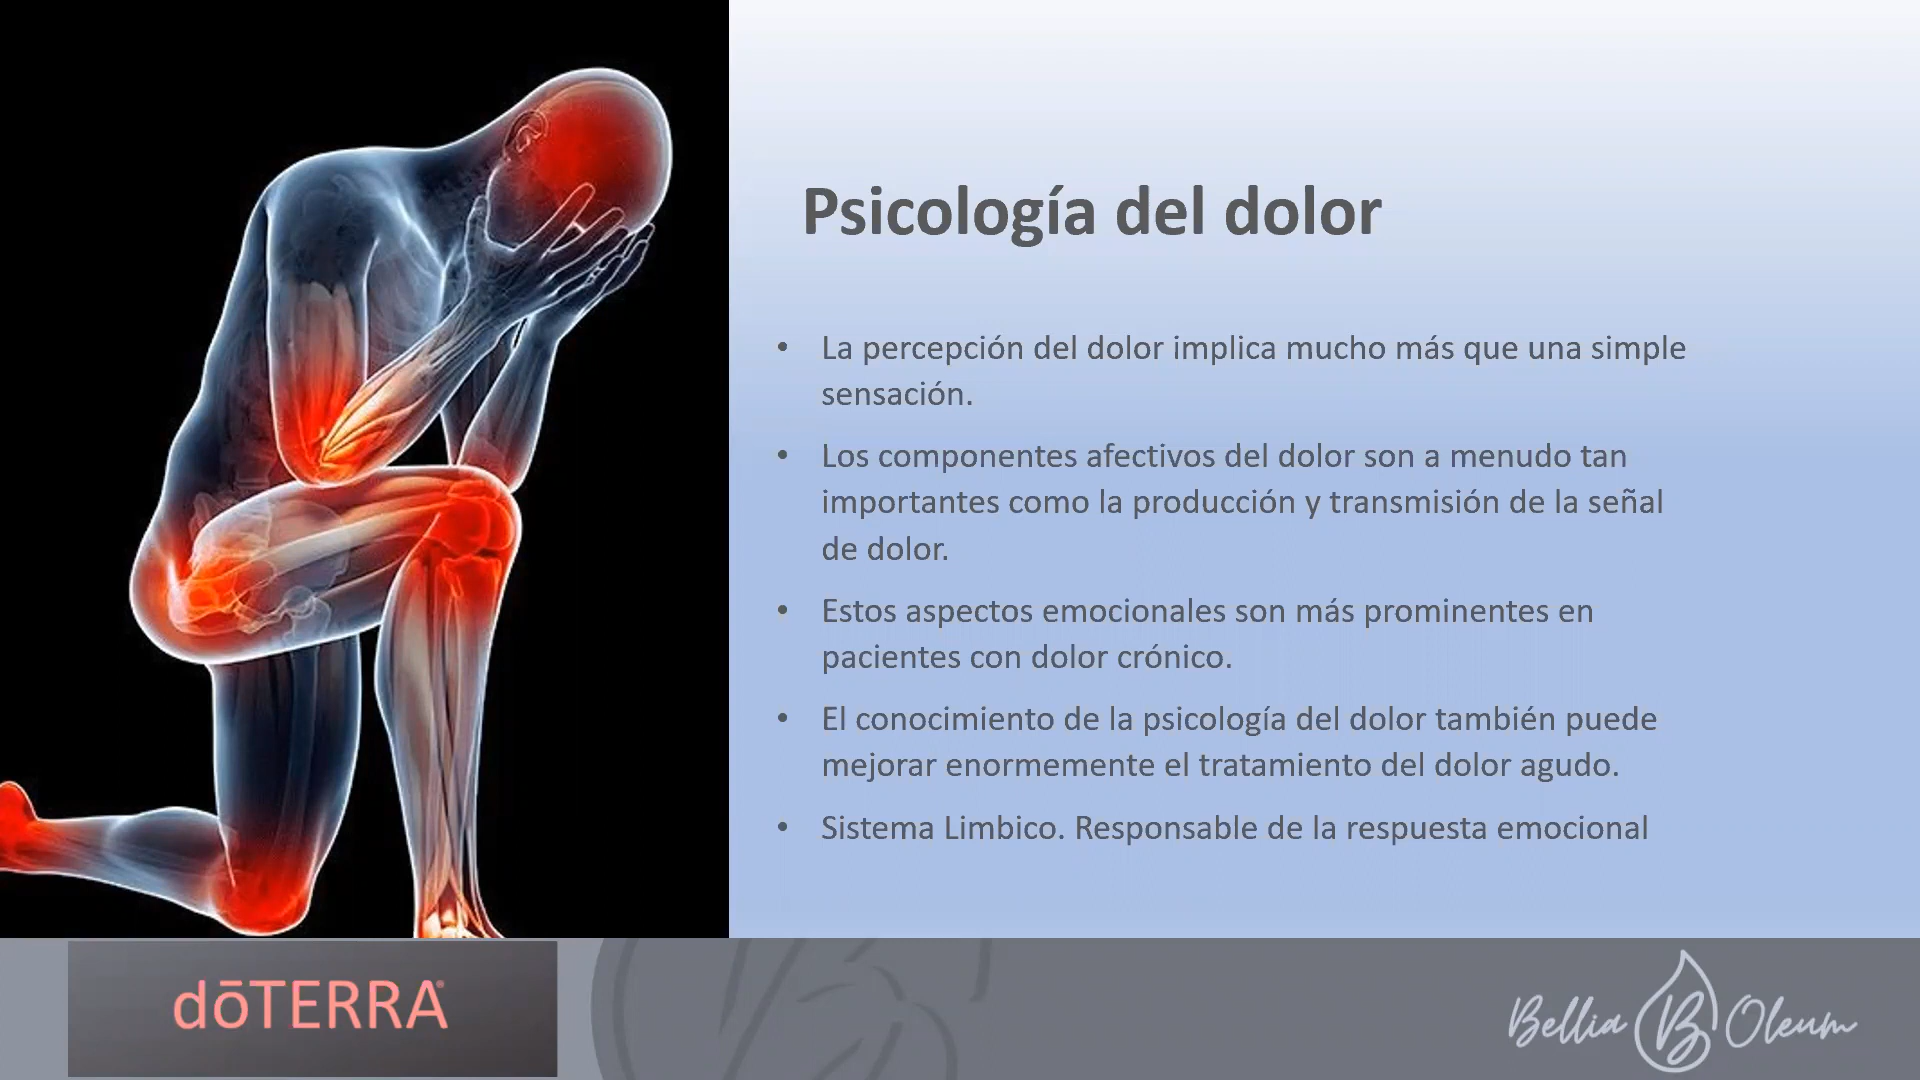 Psicología del dolor
• La percepción del dolor implica mucho más que una simple
sensación.
• Los componentes afectivos del dolor son a menudo tan
importantes como la producción y transmisión de la señal
de dolor.
• Estos aspectos emocionales son más prominentes en
pacientes con dolor crónico.
• El conocimiento de la psicología del dolor también puede
mejorar enormemente el tratamiento del dolor agudo.
• Sistema Limbico. Responsable de la respuesta emocional
dōTERRA®
Bellia B Oleum